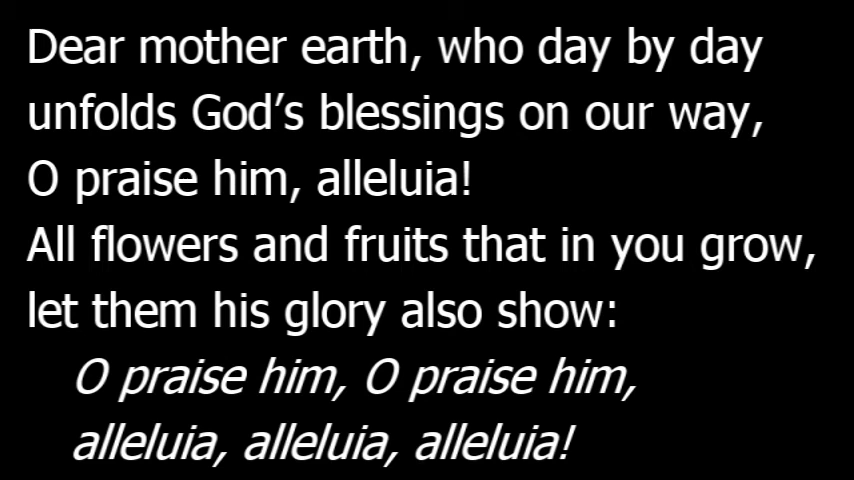 Dear mother earth, who day by day
unfolds God’s blessings on our way,
O praise him, alleluia!
All flowers and fruits that in you grow,
let them his glory also show:
O praise him, O praise him,
alleluia, alleluia, alleluia!